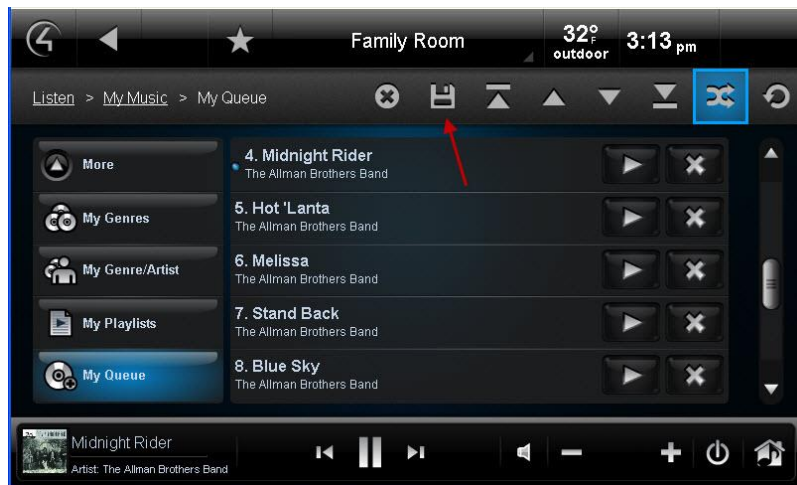 Family Room
32°F
outdoor
3:13 pm
Listen > My Music > My Queue
More
My Genres
My Genre/Artist
My Playlists
My Queue
4. Midnight Rider
The Allman Brothers Band
5. Hot 'Lanta
The Allman Brothers Band
6. Melissa
The Allman Brothers Band
7. Stand Back
The Allman Brothers Band
8. Blue Sky
The Allman Brothers Band
Midnight Rider
Artist: The Allman Brothers Band